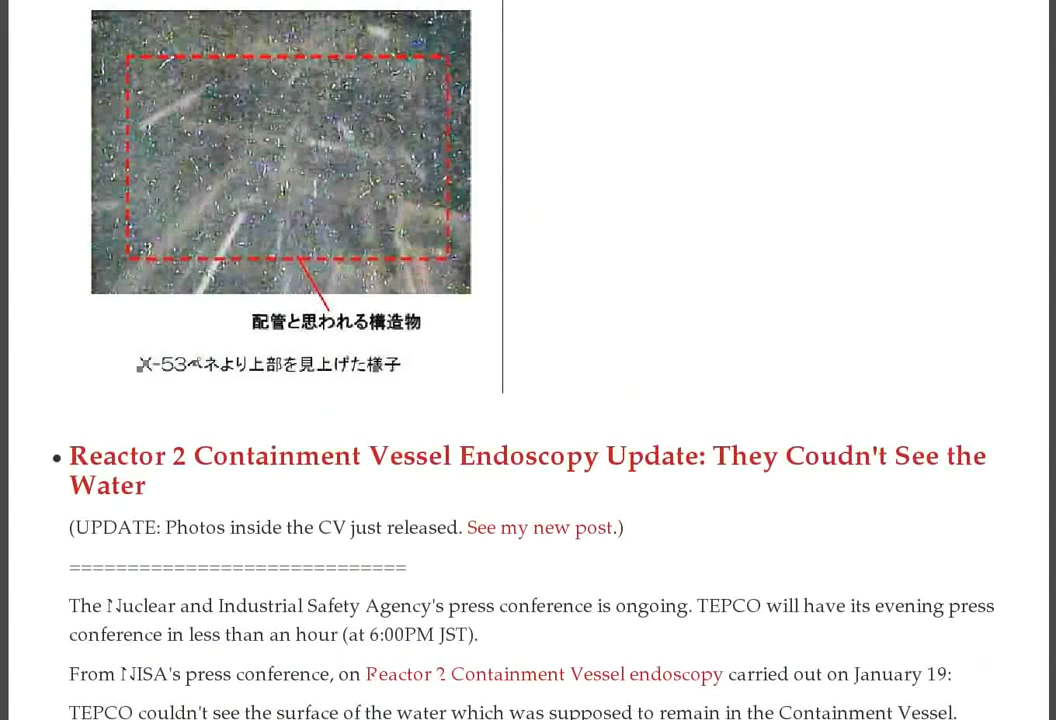 配管と思われる構造物
X-53ペネより上部を見上げた様子
Reactor 2 Containment Vessel Endoscopy Update: They Coudn't See the
Water
(UPDATE: Photos inside the CV just released. See my new post.)
=============================
The Nuclear and Industrial Safety Agency's press conference is ongoing. TEPCO will have its evening press
conference in less than an hour (at 6:00PM JST).
From NISA's press conference, on Reactor 2 Containment Vessel endoscopy carried out on January 19:
TEPCO couldn't see the surface of the water which was supposed to remain in the Containment Vessel.